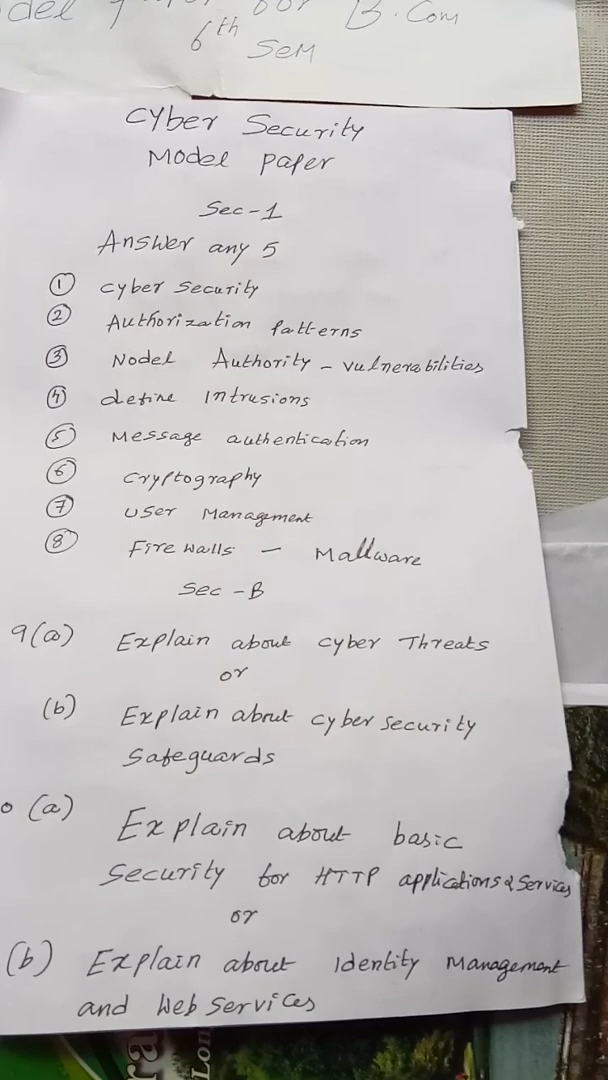 B.Com
6th
Sem
Cyber Security
Model paper
Sec-1
Answer any 5
① cyber security
② Authorization Patterns
③ Nodel Authority - vulnerabilities
④ define Intrusions
⑤ Message authentication
⑥ Cryptography
⑦ User Management
⑧ Fire walls - Mallware
Sec-B
9(a) Explain about cyber Threats
or
(b) Explain about cyber security
Safeguards
0 (a) Explain about basic
Security for HTTP applications & Services
or
(b) Explain about Identity Management
and Web Services